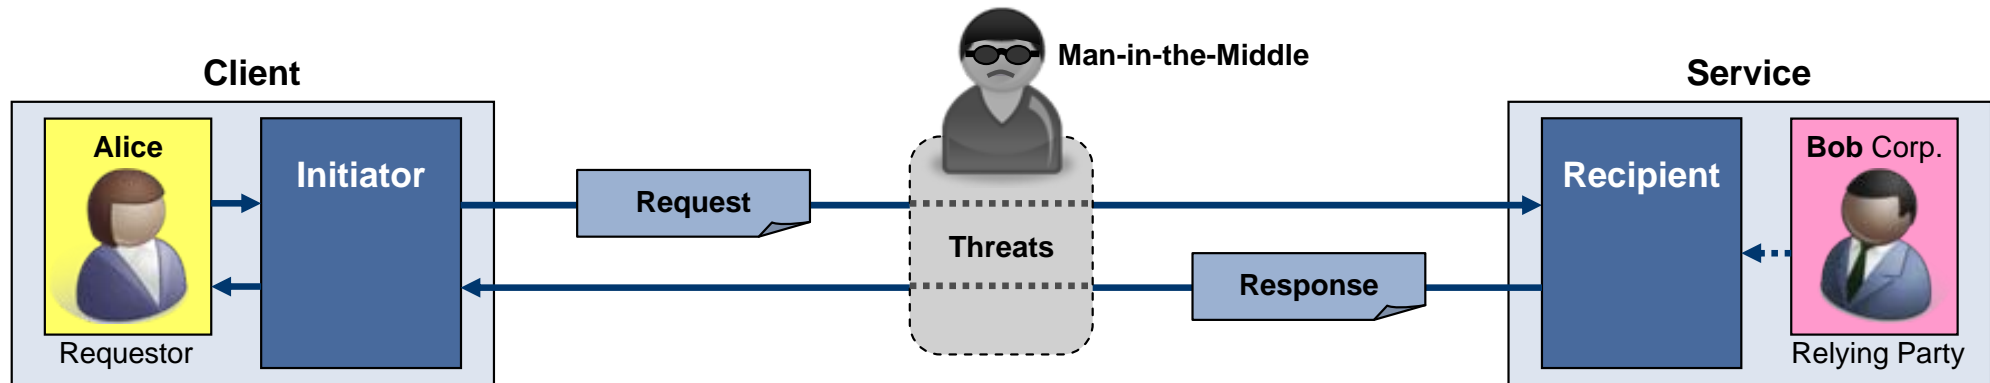 Man-in-the-Middle
Client
Service
Alice
Initiator
Request
Threats
Response
Recipient
Bob Corp.
Requestor
Relying Party